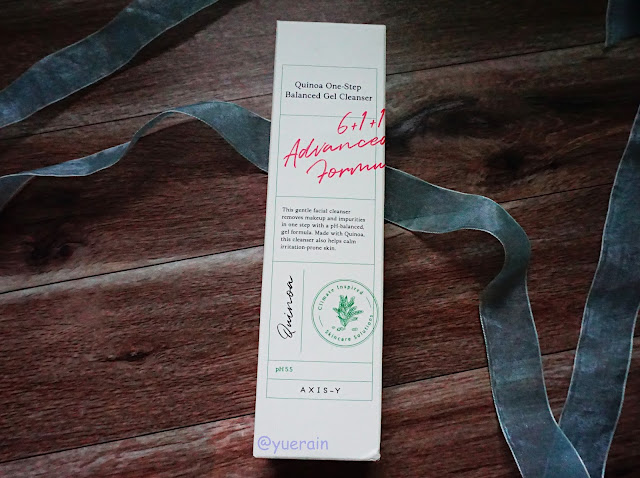 Quinoa One-Step
Balanced Gel Cleanser
6+1+1
Advanced
Formu
This gentle facial cleanser
removes makeup and impurities
in one step with a pH-balanced,
gel formula. Made with Quinoa,
this cleanser also helps calm
irritation-prone skin.
Quinoa
Climate Inspired
Skincare Solutions
pH 5.5
AXIS-Y
@yuerain